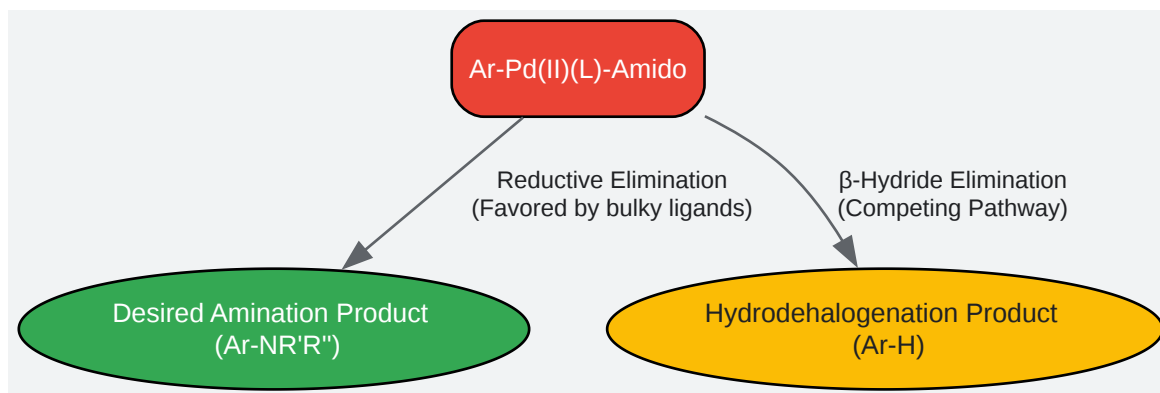 Ar-Pd(II)(L)-Amido
Reductive Elimination
(Favored by bulky ligands)
β-Hydride Elimination
(Competing Pathway)
Desired Amination Product
(Ar-NR'R")
Hydrodehalogenation Product
(Ar-H)